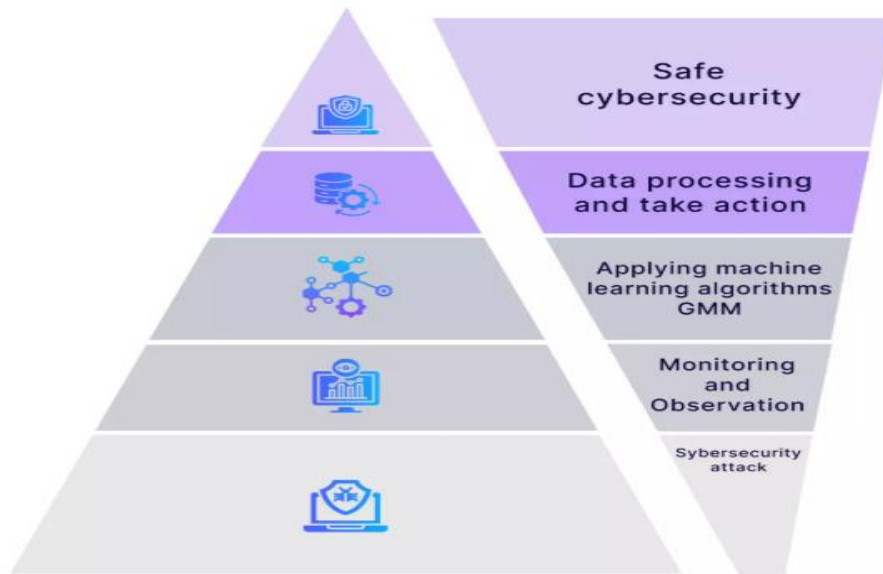 Safe
cybersecurity
Data processing
and take action
Applying machine
learning algorithms
GMM
Monitoring
and
Observation
Sybersecurity
attack